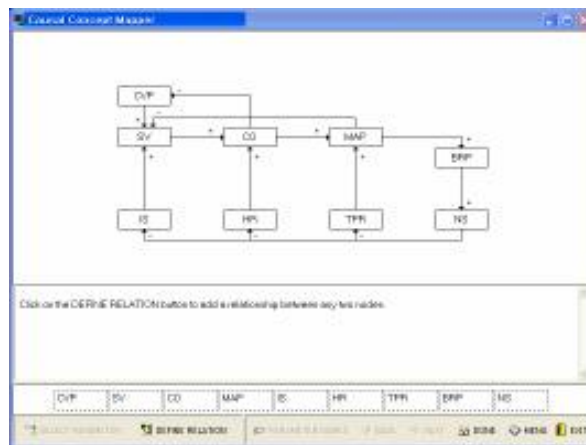 Causal Concept Mapper
CVP
SV
CO
MAP
BRP
IS
HR
TPR
NS
Click on the DEFINE RELATION button to add a relationship between any two nodes.
CVP SV CO MAP IS HR TPR BRP NS
DEFINE RELATION DONE MENU EXIT